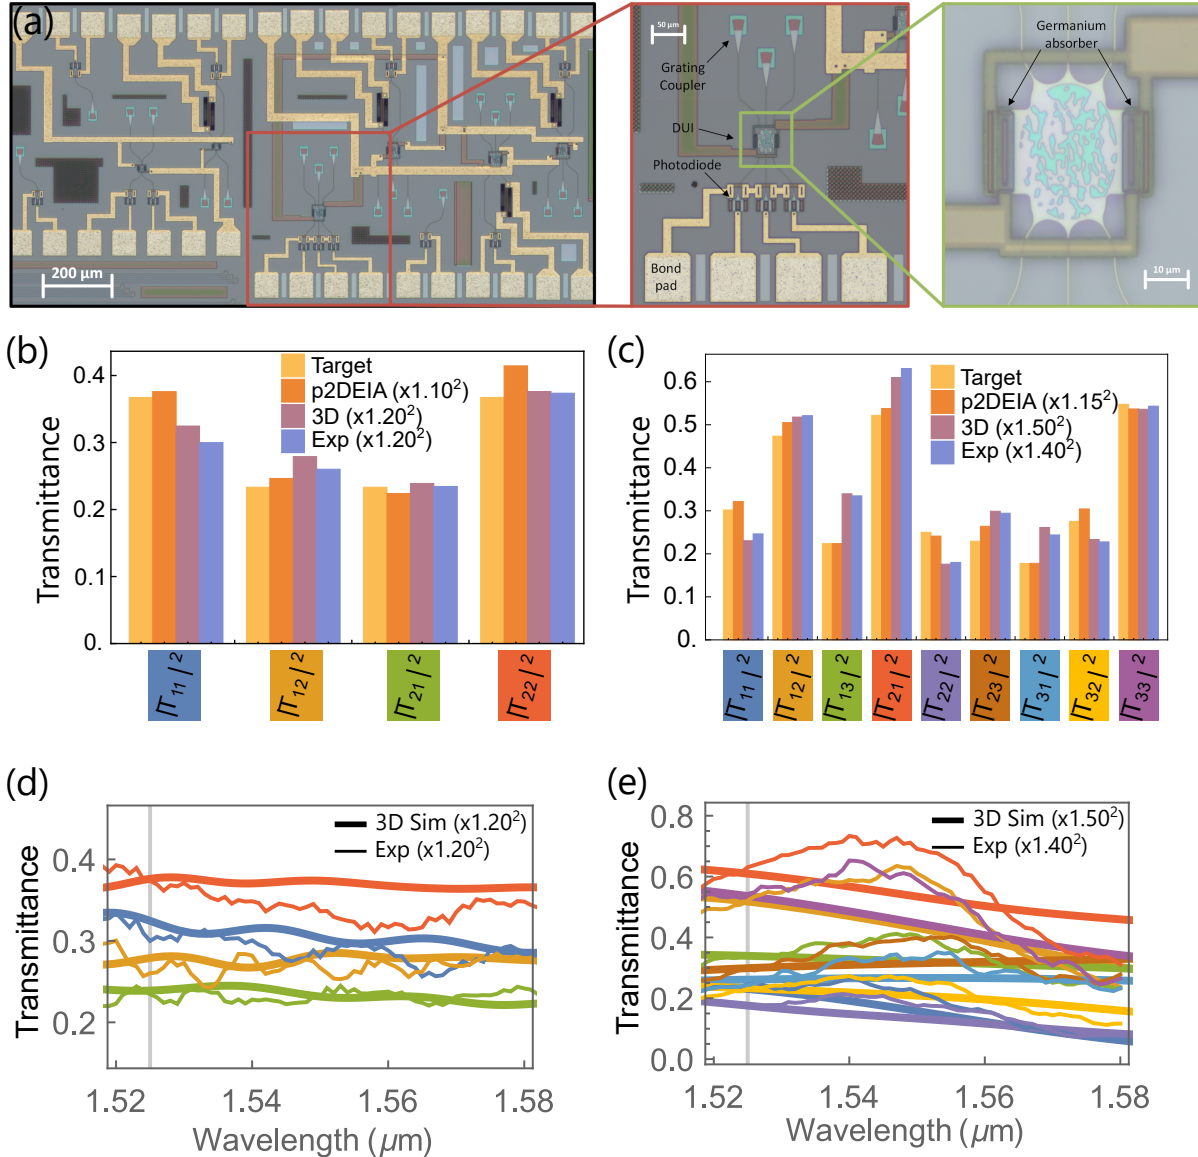 (a)
200 µm
50 µm
Grating
Coupler
DUI
Photodiode
Bond
pad
Germanium
absorber
10 µm
(b)
Transmittance
0.4
0.3
0.2
0.1
0.
Target
p2DEIA (x1.10²)
3D (x1.20²)
Exp (x1.20²)
|T₁₁|²
|T₁₂|²
|T₂₁|²
|T₂₂|²
(c)
Transmittance
0.6
0.5
0.4
0.3
0.2
0.1
0.
Target
p2DEIA (x1.15²)
3D (x1.50²)
Exp (x1.40²)
|T₁₁|²
|T₁₂|²
|T₁₃|²
|T₂₁|²
|T₂₂|²
|T₂₃|²
|T₃₁|²
|T₃₂|²
|T₃₃|²
(d)
Transmittance
0.4
0.3
0.2
3D Sim (x1.20²)
Exp (x1.20²)
1.52
1.54
1.56
1.58
Wavelength (µm)
(e)
Transmittance
0.8
0.6
0.4
0.2
0.0
3D Sim (x1.50²)
Exp (x1.40²)
1.52
1.54
1.56
1.58
Wavelength (µm)